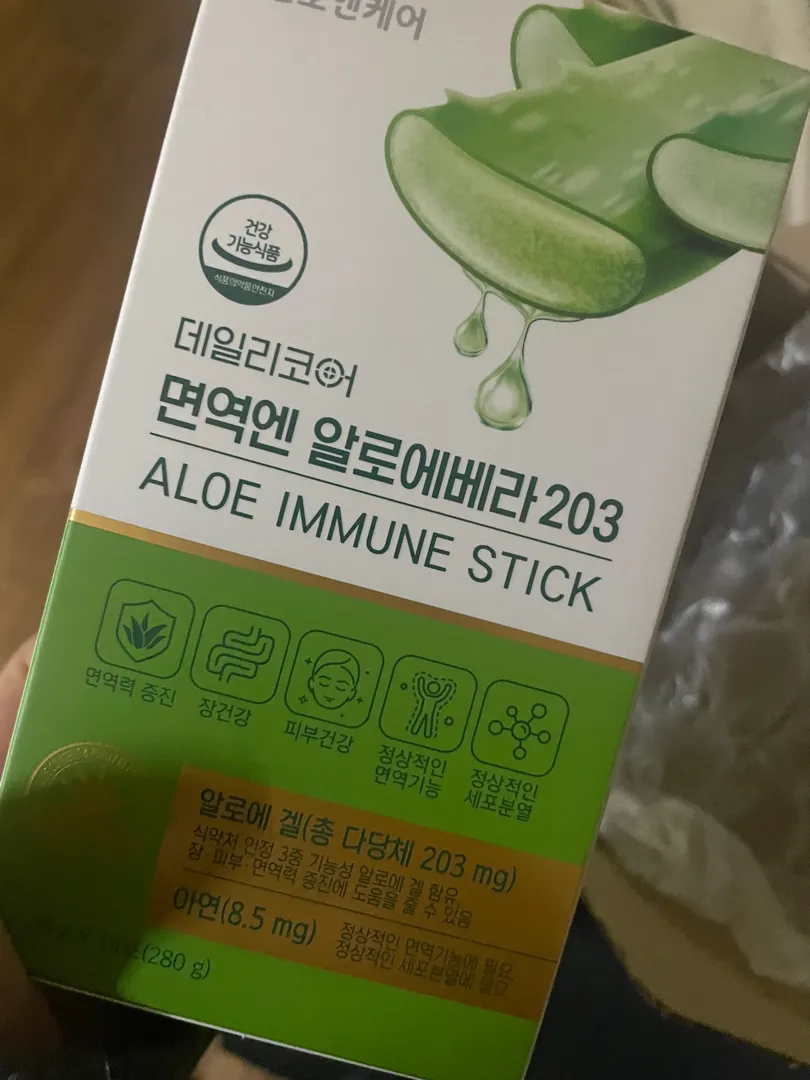 건강
기능식품
식품의약품안전처
데일리코어
면역엔 알로에베라 203
ALOE IMMUNE STICK
면역력 증진
장건강
피부건강
정상적인
면역기능
정상적인
세포분열
알로에 겔(총 다당체 203 mg)
식약처 인정 3중 기능성 알로에 겔 함유
장·피부·면역력 증진에 도움을 줄 수 있음
아연(8.5 mg)
정상적인 면역기능에 필요
정상적인 세포분열에 필요
(280 g)